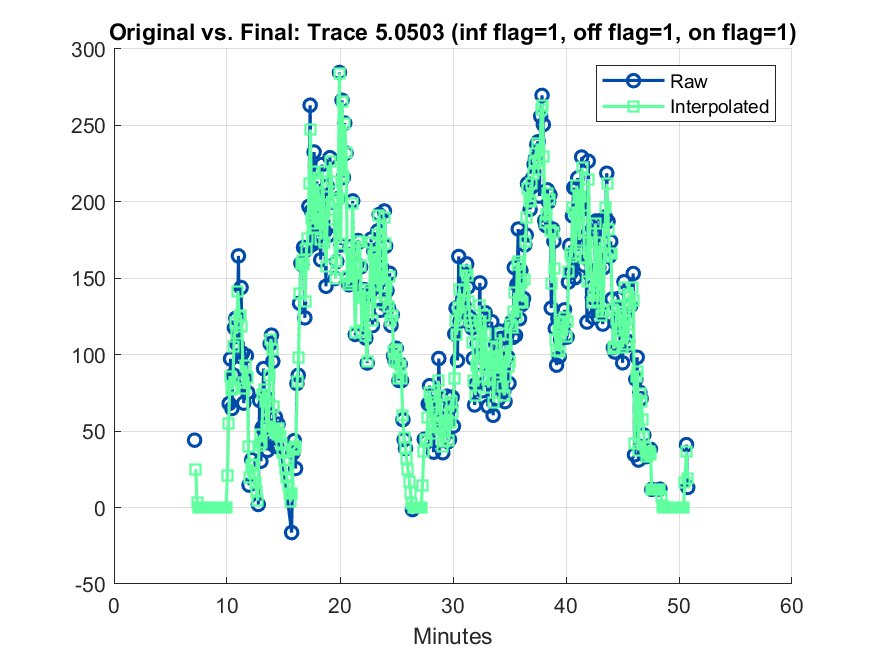 Original vs. Final: Trace 5.0503 (inf flag=1, off flag=1, on flag=1)
300
250
200
150
100
50
0
-50
0 10 20 30 40 50 60
Minutes
Raw
Interpolated